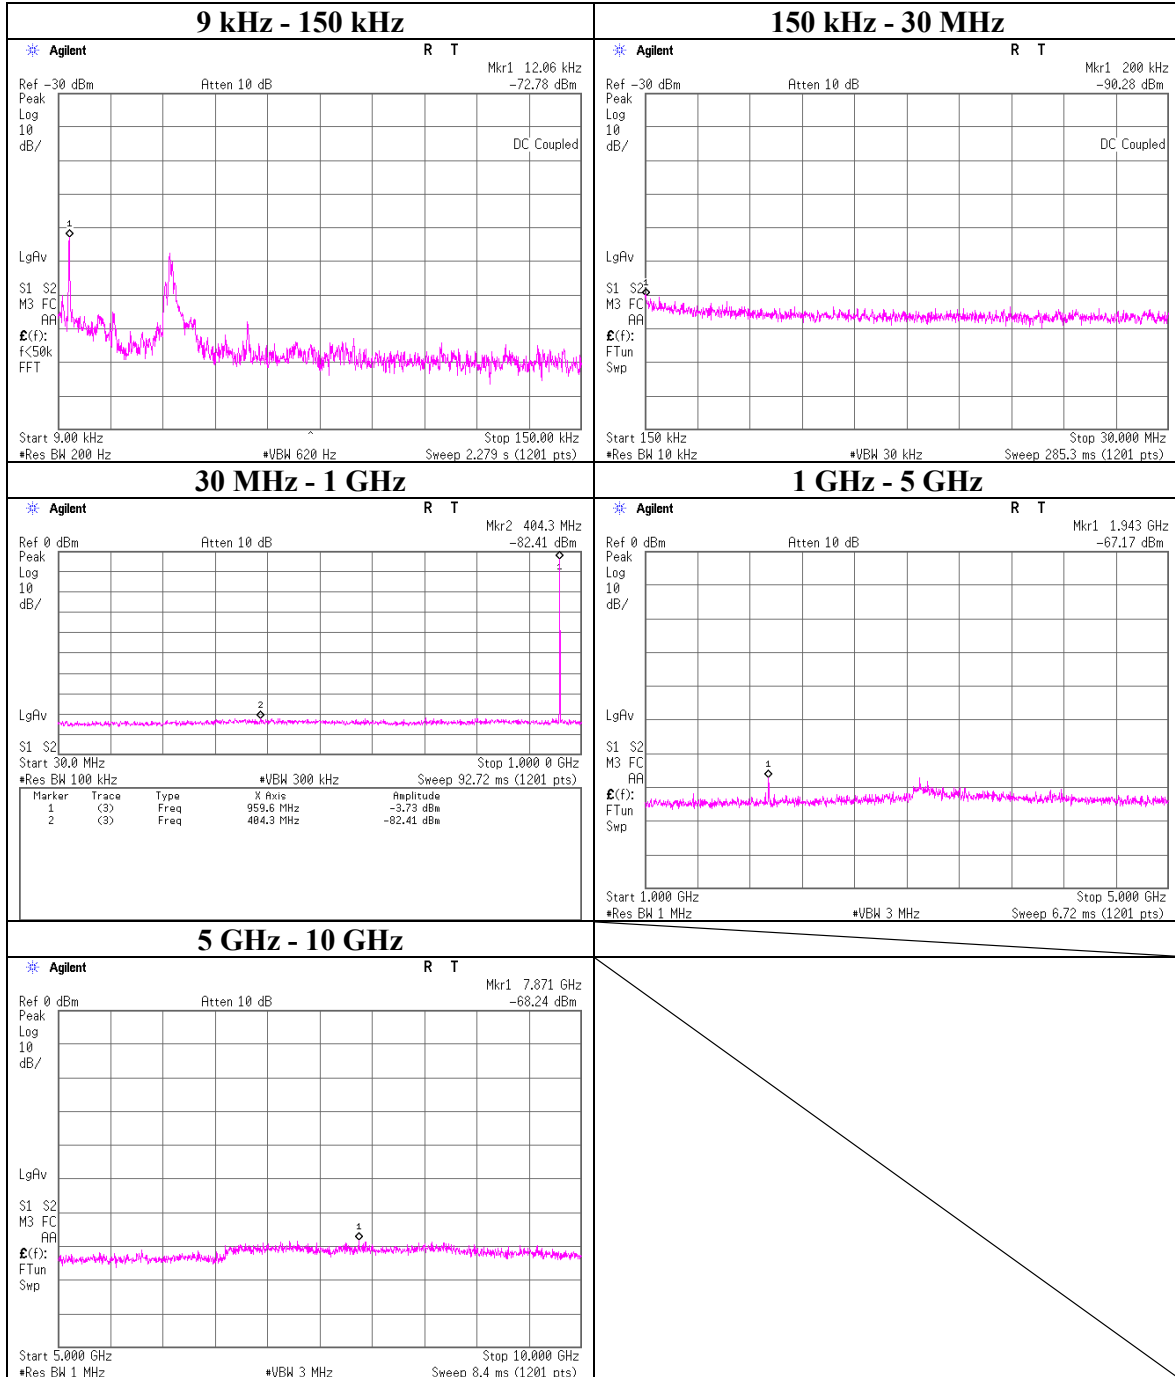 9 kHz - 150 kHz
Agilent R T
Mkr1 12.06 kHz
Ref -30 dBm Atten 10 dB -72.78 dBm
Peak
Log
10
dB/
DC Coupled
1
LgAv
S1 S2
M3 FC
AA
£(f):
f<50k
FFT
Start 9.00 kHz Stop 150.00 kHz
#Res BW 200 Hz #VBW 620 Hz Sweep 2.279 s (1201 pts)
150 kHz - 30 MHz
Agilent R T
Mkr1 200 kHz
Ref -30 dBm Atten 10 dB -90.28 dBm
Peak
Log
10
dB/
DC Coupled
LgAv
1
S1 S2
M3 FC
AA
£(f):
FTun
Swp
Start 150 kHz Stop 30.000 MHz
#Res BW 10 kHz #VBW 30 kHz Sweep 285.3 ms (1201 pts)
30 MHz - 1 GHz
Agilent R T
Mkr2 404.3 MHz
Ref 0 dBm Atten 10 dB -82.41 dBm
Peak
Log
10
dB/
1
2
LgAv
S1 S2
Start 30.0 MHz Stop 1.000 0 GHz
#Res BW 100 kHz #VBW 300 kHz Sweep 92.72 ms (1201 pts)
Marker Trace Type X Axis Amplitude
1 (3) Freq 959.6 MHz -3.73 dBm
2 (3) Freq 404.3 MHz -82.41 dBm
1 GHz - 5 GHz
Agilent R T
Mkr1 1.943 GHz
Ref 0 dBm Atten 10 dB -67.17 dBm
Peak
Log
10
dB/
LgAv
S1 S2
M3 FC
1
AA
£(f):
FTun
Swp
Start 1.000 GHz Stop 5.000 GHz
#Res BW 1 MHz #VBW 3 MHz Sweep 6.72 ms (1201 pts)
5 GHz - 10 GHz
Agilent R T
Mkr1 7.871 GHz
Ref 0 dBm Atten 10 dB -68.24 dBm
Peak
Log
10
dB/
LgAv
S1 S2
M3 FC
1
AA
£(f):
FTun
Swp
Start 5.000 GHz Stop 10.000 GHz
#Res BW 1 MHz #VBW 3 MHz Sweep 8.4 ms (1201 pts)